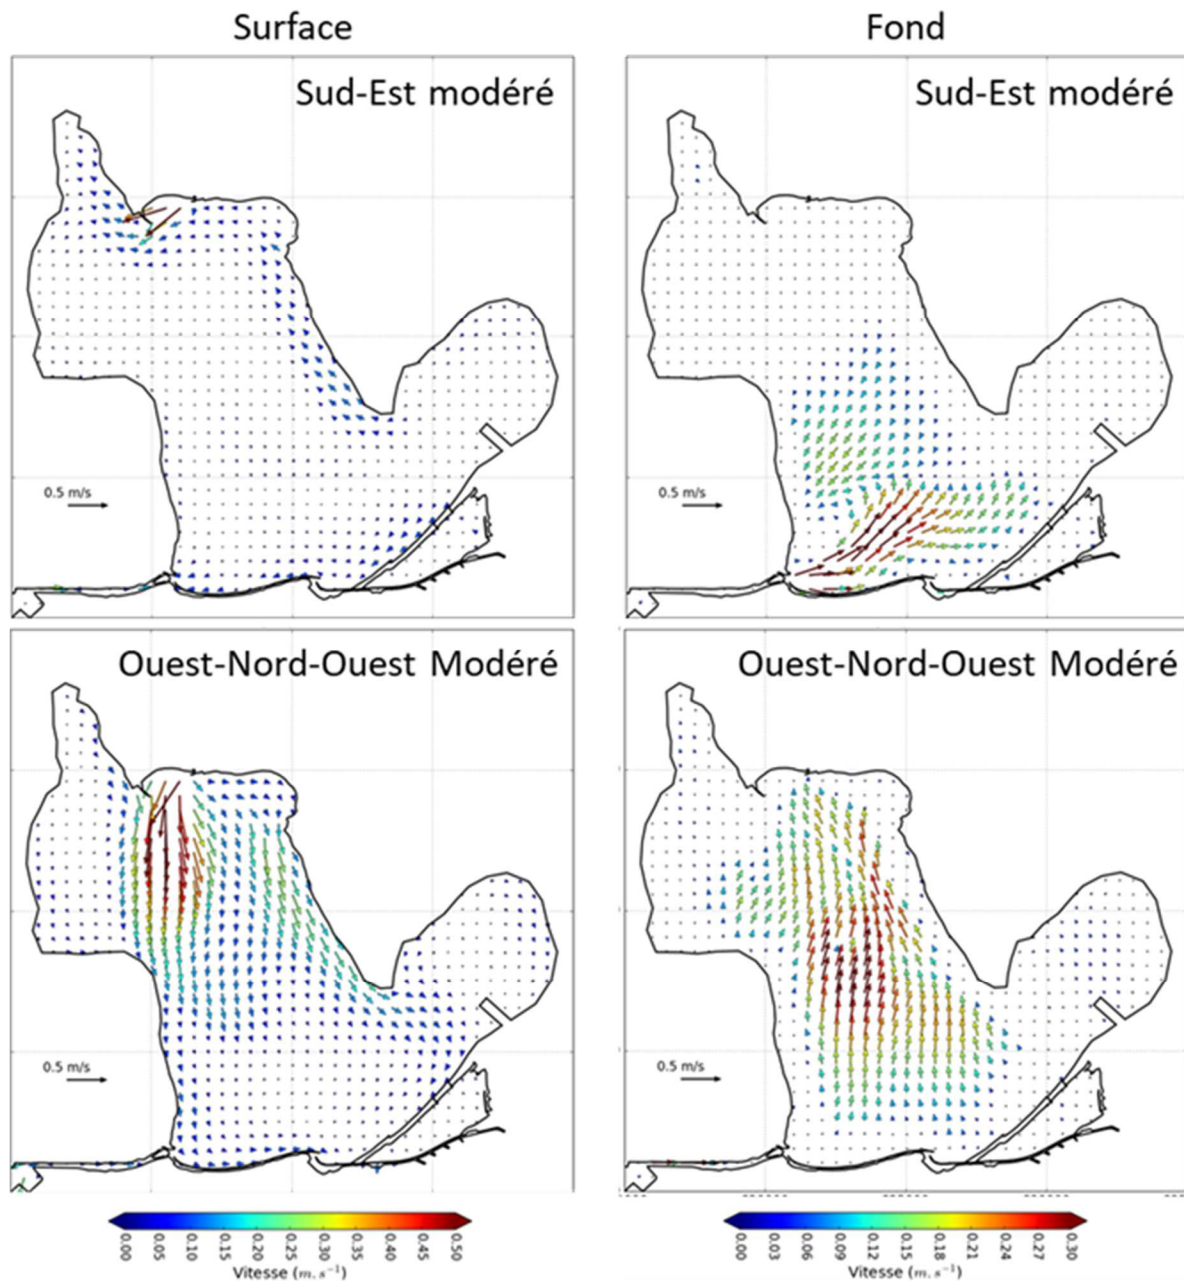 Surface
Fond
Sud-Est modéré
Sud-Est modéré
0.5 m/s
0.5 m/s
Ouest-Nord-Ouest Modéré
Ouest-Nord-Ouest Modéré
0.5 m/s
0.5 m/s
0.00 0.05 0.10 0.15 0.20 0.25 0.30 0.35 0.40 0.45 0.50
Vitesse (m.s⁻¹)
0.00 0.03 0.06 0.09 0.12 0.15 0.18 0.21 0.24 0.27 0.30
Vitesse (m.s⁻¹)